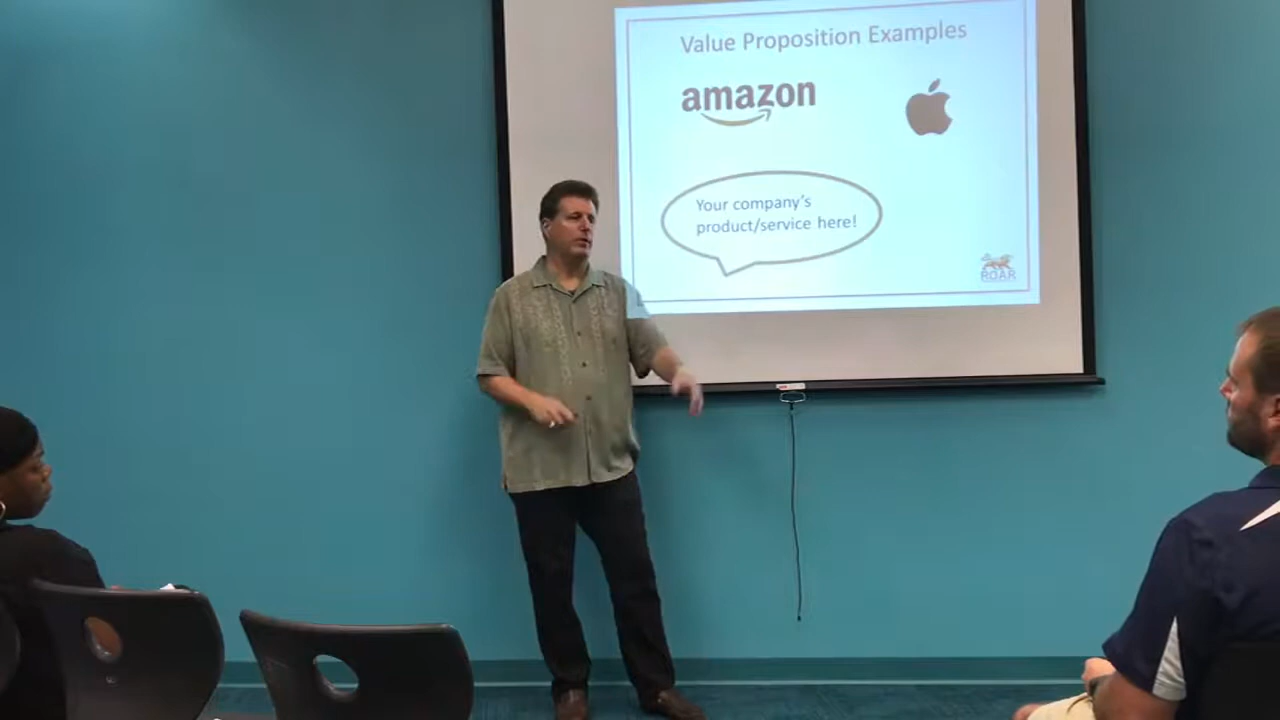 Value Proposition Examples
amazon
Your company's
product/service here!
ROAR